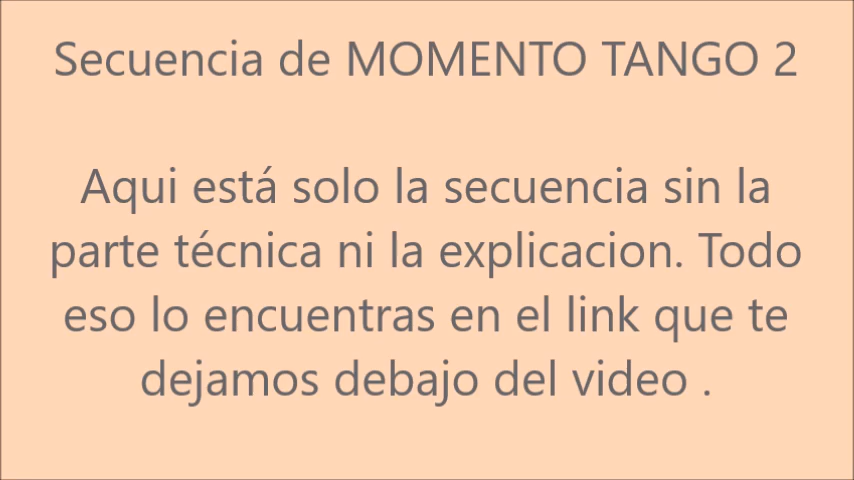 Secuencia de MOMENTO TANGO 2
Aqui está solo la secuencia sin la
parte técnica ni la explicacion. Todo
eso lo encuentras en el link que te
dejamos debajo del video .